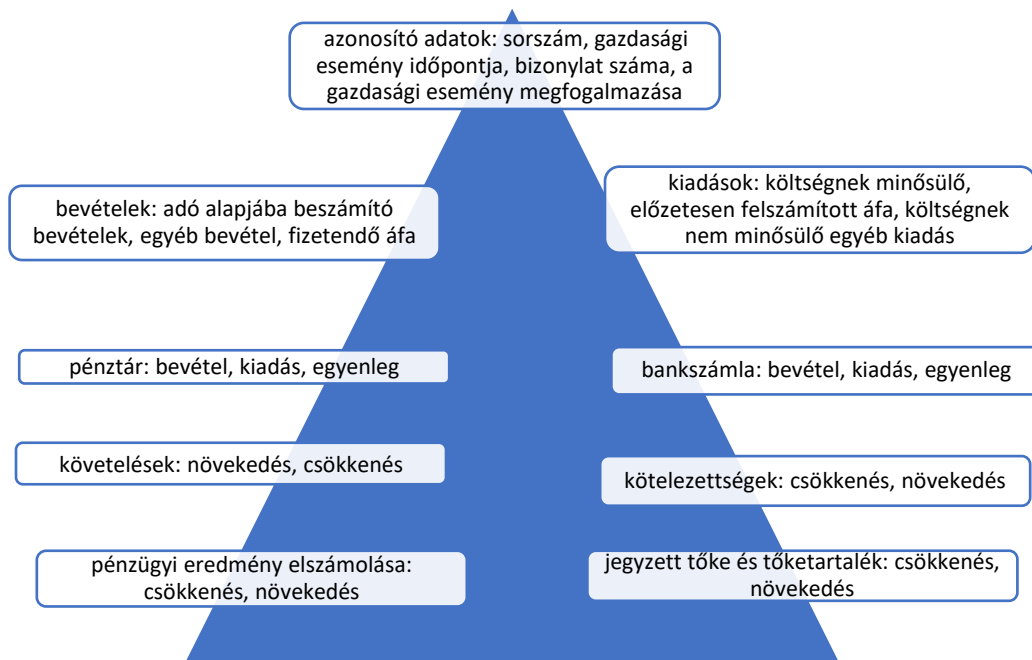 azonosító adatok: sorszám, gazdasági
esemény időpontja, bizonylat száma, a
gazdasági esemény megfogalmazása
bevételek: adó alapjába beszámító
bevételek, egyéb bevétel, fizetendő áfa
kiadások: költségnek minősülő,
előzetesen felszámított áfa, költségnek
nem minősülő egyéb kiadás
pénztár: bevétel, kiadás, egyenleg
bankszámla: bevétel, kiadás, egyenleg
követelések: növekedés, csökkenés
kötelezettségek: csökkenés, növekedés
pénzügyi eredmény elszámolása:
csökkenés, növekedés
jegyzett tőke és tőketartalék: csökkenés,
növekedés